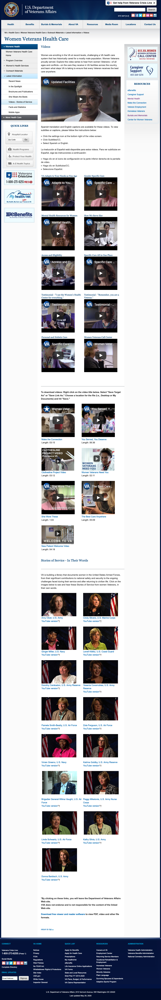 Get help from Veterans Crisis Line
U.S. Department
of Veterans Affairs
Search
SITE MAP [A-Z]
Health
Benefits
Burials & Memorials
About VA
Resources
Media Room
Locations
Contact Us
VA » Health Care » Women Veterans Health Care » Outreach Materials » Latest Information » Videos
Women Veterans Health Care
Womens Health
Women Veterans Health Care
Home
Program Overview
Women's Health Services
Outreach Materials
Latest Information
Recent News
In the Spotlight
Brochures and Publications
She Wears the Boots
Videos - Stories of Service
Facts and Statistics
Mobile Apps
More Health Care
QUICK LINKS
Hospital Locator
Zip Code
Go
Health Programs
Protect Your Health
A-Z Health Topics
Veterans
Crisis Line
1-800-273-8255 PRESS 1
My healthevet
My Health, My Care: 24/7 Online Access to VA
eBenefits
My Gateway to Benefit Information
Videos
Women are enrolling in the VA at record levels, challenging a VA health care
system that has historically cared for a mostly male population. Women Veterans
proudly served. Explore these stories to hear from women Veterans—of all
ages and conflicts—on the care they've received. Hear from VA providers, too,
and learn more about what VA is doing to ensure that every woman Veteran
receives the best care anywhere.
VA
Updated Facilities
Spanish translation and English captions are available for these videos. To view
subtitles or captions, please follow the instructions below:
• Click the settings icon at the bottom right of the video screen.
• Click Subtitles/CC.
• Select Spanish or English.
La traducción al Español está disponible para estos videos. Para ver subtitulos en
Español, siga las instrucciones a continuación:
• Haga clic en el icono de configuración en la parte inferior derecha de la pantalla
de video.
• Haga clic en Subtitulos/CC.
• Seleccione Español.
VA Adapts to Your Needs as You Age
Gender Specific Care
VA Adapts to You...
VA Specific Care ...
Mental Health Resources for Women
How We Serve Her
VA Mental Health...
VA How We Serv...
Access and Eligibility
Specific Care All in One Place
VA Access and El...
VA Specific Care ...
Testimonial - "I use the Women's Health
Center for everything."
Testimonial - "Remember, you are a
Veteran."
VA Testimonial - ...
VA Testimonial - ...
Personal and Holistic Care
Women Veterans Call Center
VA Specific Care ...
VA Women Veter...
To download videos: Right click on the video title below. Select "Save Target
As" or "Save Link As." Choose a location for the file (i.e., Desktop or My
Documents) and hit "Save."
Women Veter...
VA You Served, Y...
Make the Connection
Length: 03:15
You Served, You Deserve
Length: 06:36
CLOTHESLINE
PROJECT VIDEO
Providence VA
WOMEN
VETERANS
NEED YOU
Clothesline Project Video
Length: 03:12
Women Veterans Need You
Length: 02:11
VA She Wore The...
your definition of Vete
VA The Best Care...
She Wore These
Length: 1:03
The Best Care Anywhere
Length: 05:09
WELCOME TO VA
New Patient Welcome Video
Length: 04:18
Stories of Service - In Their Words
VA is building a library that documents women in the United States Armed Forces,
from their significant contributions to national safety and security to the ongoing
challenges faced during their service and after returning to civilian life. Click on the
images below to see and hear these Stories of Service from women Veterans, in
their own words.
Amy Otzel, U.S. Army
YouTube version*†
Cindy Slivers, U.S. Marine Corps
YouTube version*†
Ginger Miller, U.S. Navy
YouTube version*†
Lenell Kittlitz, U.S. Coast Guard
YouTube version*†
Dorothy Carskadon, U.S. Army Reserve
YouTube version*†
Yesenia Covarrubias, U.S. Army
Reserve
YouTube version*†
Pamela Smith-Beatty, U.S. Air Force
YouTube version*†
Zola Ferguson, U.S. Air Force
YouTube version*†
Vivian Greeno, U.S. Navy
YouTube version*†
Katrina Goldby, U.S. Army Reserve
YouTube version*†
Brigadier General Wilma Vaught, U.S. Air
Force
YouTube version*†
Peggy Mikelonis, U.S. Army Nurse
Corps
YouTube version*†
Linda Schwartz, U.S. Air Force
YouTube version*†
Kathy Silvia, U.S. Army
YouTube version*†
Donna Barbisch, U.S. Army
YouTube version*†
*By clicking on these links, you will leave the Department of Veterans Affairs
Web site.
†VA does not endorse and is not responsible for the content of the linked
Web site.
Download free viewer and reader software to view PDF, video and other file
formats.
return to top
855.VA.WOMEN
WOMEN VETERANS
CALL CENTER
Call or Text: 1-855-829-6636
Caregiver
Support
855-260-3274
RESOURCES
eBenefits
Caregiver Support
Mental Health
Make the Connection
Veteran Employment
Homeless Veterans
Burials and Memorials
Center for Women Veterans
CONNECT
Veterans Crisis Line:
1-800-273-8255 (Press 1)
Social Media
Complete Directory
EMAIL UPDATES
Email Address
Signup
VA HOME
Notices
Privacy
FOIA
Regulations
Web Policies
No FEAR Act
Whistleblower Rights & Protections
Site Index
USA.gov
White House
Inspector General
QUICK LIST
Apply for Benefits
Apply for Health Care
Prescriptions
My HealtheVet
eBenefits
Life Insurance Online Applications
VA Forms
State and Local Resources
Strat Plan FY 2014-2020
VA Plans, Budget, & Performance
VA Claims Representation
RESOURCES
Careers at VA
Employment Center
Returning Service Members
Vocational Rehabilitation &
Employment
Homeless Veterans
Women Veterans
Minority Veterans
Plain Language
Surviving Spouses & Dependents
Adaptive Sports Program
ADMINISTRATION
Veterans Health Administration
Veterans Benefits Administration
National Cemetery Administration
U.S. Department of Veterans Affairs | 810 Vermont Avenue, NW Washington DC 20420
Last updated May 29, 2020